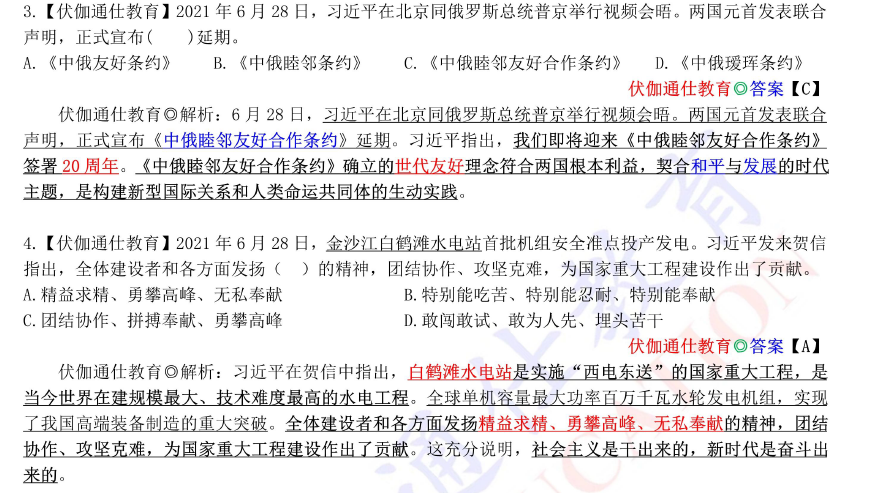 3.【伏伽通仕教育】2021 年 6 月 28 日，习近平在北京同俄罗斯总统普京举行视频会晤。两国元首发表联合
声明，正式宣布(　　)延期。
A.《中俄友好条约》　　B.《中俄睦邻条约》　　C.《中俄睦邻友好合作条约》　　D.《中俄瑷珲条约》
伏伽通仕教育◎答案【C】
伏伽通仕教育◎解析：6 月 28 日，习近平在北京同俄罗斯总统普京举行视频会晤。两国元首发表联合
声明，正式宣布《中俄睦邻友好合作条约》延期。习近平指出，我们即将迎来《中俄睦邻友好合作条约》
签署 20 周年。《中俄睦邻友好合作条约》确立的世代友好理念符合两国根本利益，契合和平与发展的时代
主题，是构建新型国际关系和人类命运共同体的生动实践。
4.【伏伽通仕教育】2021 年 6 月 28 日，金沙江白鹤滩水电站首批机组安全准点投产发电。习近平发来贺信
指出，全体建设者和各方面发扬（　）的精神，团结协作、攻坚克难，为国家重大工程建设作出了贡献。
A.精益求精、勇攀高峰、无私奉献　　B.特别能吃苦、特别能忍耐、特别能奉献
C.团结协作、拼搏奉献、勇攀高峰　　D.敢闯敢试、敢为人先、埋头苦干
伏伽通仕教育◎答案【A】
伏伽通仕教育◎解析：习近平在贺信中指出，白鹤滩水电站是实施“西电东送”的国家重大工程，是
当今世界在建规模最大、技术难度最高的水电工程。全球单机容量最大功率百万千瓦水轮发电机组，实现
了我国高端装备制造的重大突破。全体建设者和各方面发扬精益求精、勇攀高峰、无私奉献的精神，团结
协作、攻坚克难，为国家重大工程建设作出了贡献。这充分说明，社会主义是干出来的，新时代是奋斗出
来的。
通仕教育
UCATION